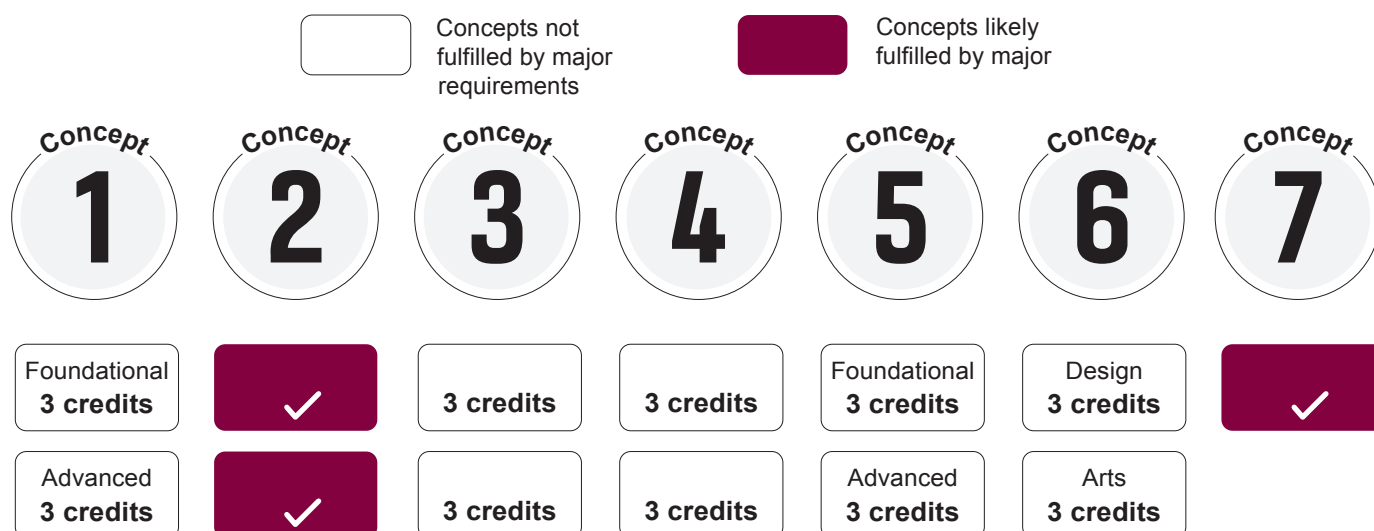 Concepts not
fulfilled by major
requirements
Concepts likely
fulfilled by major
Concept
1
Concept
2
Concept
3
Concept
4
Concept
5
Concept
6
Concept
7
Foundational
3 credits
3 credits
3 credits
Foundational
3 credits
Design
3 credits
Advanced
3 credits
3 credits
3 credits
Advanced
3 credits
Arts
3 credits